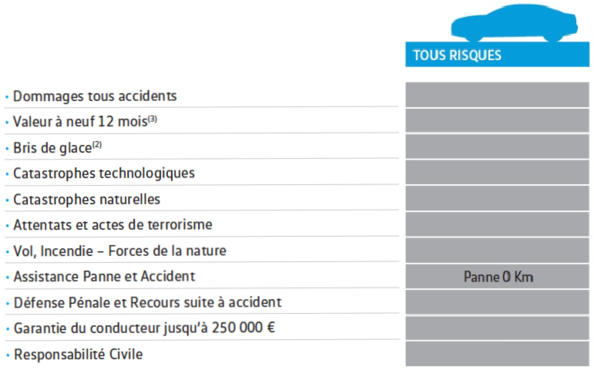 TOUS RISQUES
· Dommages tous accidents
· Valeur à neuf 12 mois(3)
· Bris de glace(2)
· Catastrophes technologiques
· Catastrophes naturelles
· Attentats et actes de terrorisme
· Vol, Incendie – Forces de la nature
· Assistance Panne et Accident Panne 0 Km
· Défense Pénale et Recours suite à accident
· Garantie du conducteur jusqu'à 250 000 €
· Responsabilité Civile